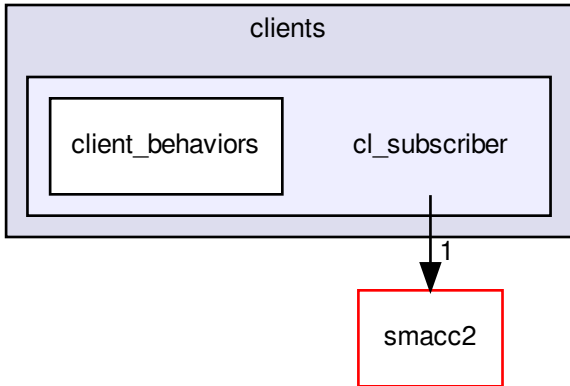 clients
client_behaviors
cl_subscriber
1
smacc2